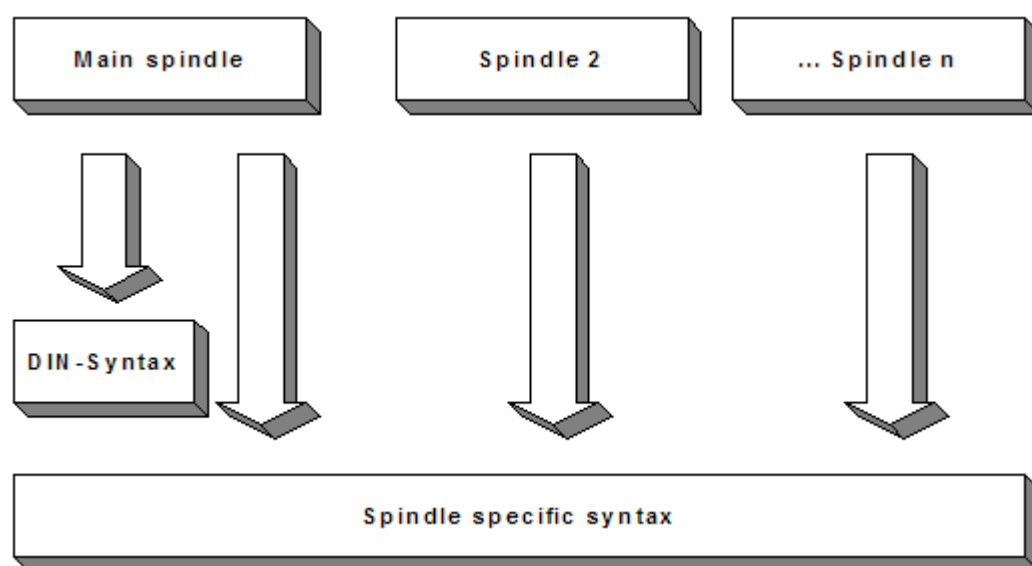 Main spindle
Spindle 2
... Spindle n
DIN-Syntax
Spindle specific syntax